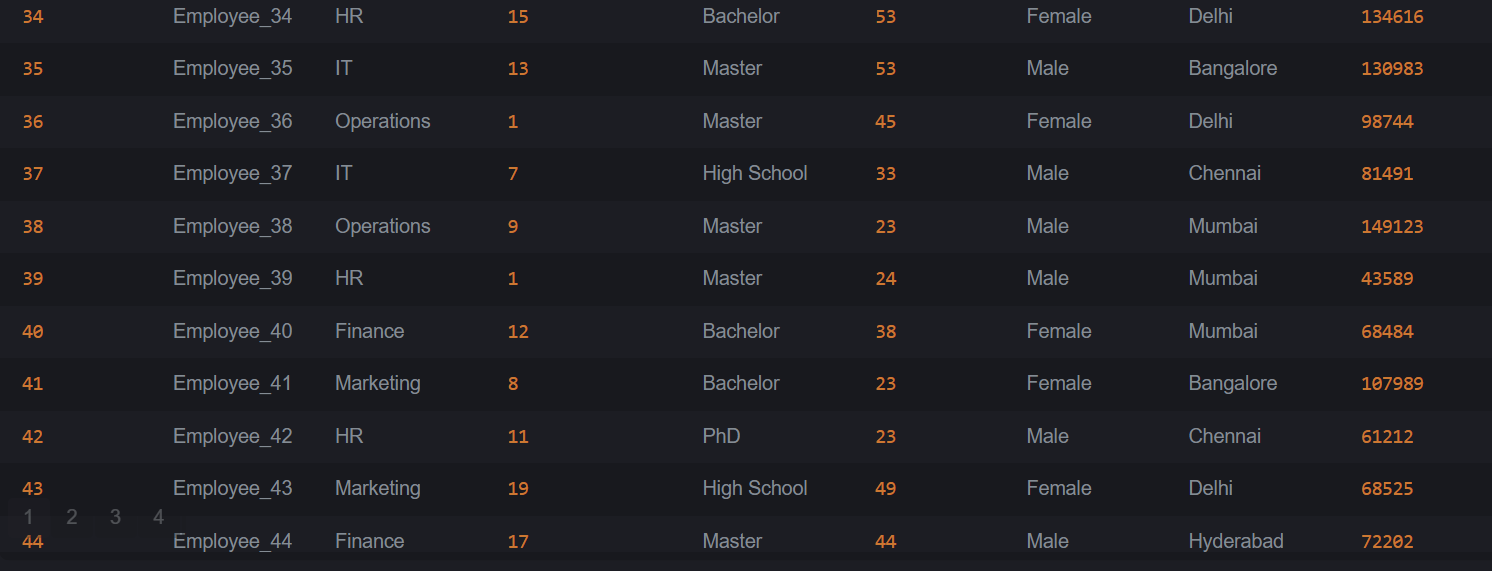 34 Employee_34 HR 15 Bachelor 53 Female Delhi 134616
35 Employee_35 IT 13 Master 53 Male Bangalore 130983
36 Employee_36 Operations 1 Master 45 Female Delhi 98744
37 Employee_37 IT 7 High School 33 Male Chennai 81491
38 Employee_38 Operations 9 Master 23 Male Mumbai 149123
39 Employee_39 HR 1 Master 24 Male Mumbai 43589
40 Employee_40 Finance 12 Bachelor 38 Female Mumbai 68484
41 Employee_41 Marketing 8 Bachelor 23 Female Bangalore 107989
42 Employee_42 HR 11 PhD 23 Male Chennai 61212
43 Employee_43 Marketing 19 High School 49 Female Delhi 68525
1 2 3 4
44 Employee_44 Finance 17 Master 44 Male Hyderabad 72202